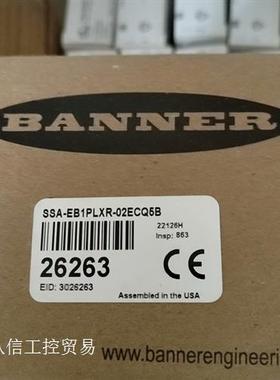 BANNER
SSA-EB1PLXR-02ECQ5B
22126H
Insp: 863
26263
EID: 3026263
CE
Assembled in the USA
信工控贸易
www.bannerengineeri